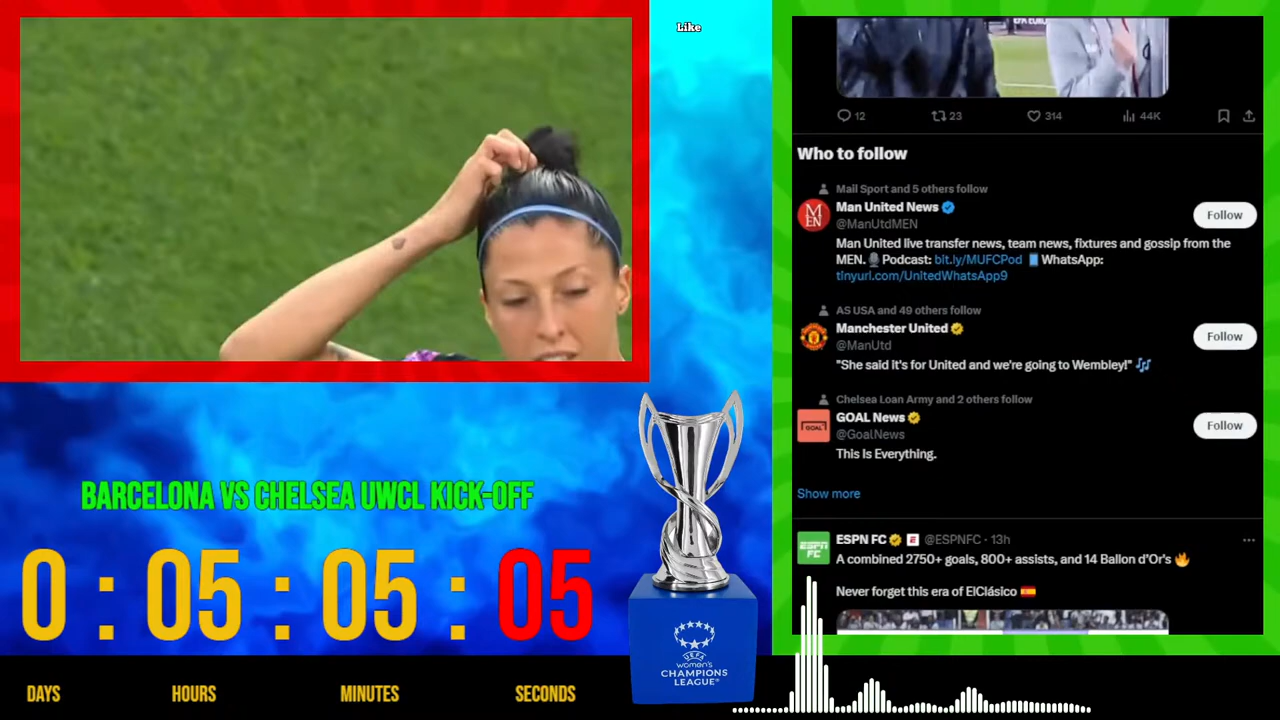 Like
BARCELONA VS CHELSEA UWCL KICK-OFF
0 : 05 : 05 : 05
DAYS HOURS MINUTES SECONDS
UEFA
women's
CHAMPIONS
LEAGUE®
12 23 314 44K
Who to follow
Mail Sport and 5 others follow
M
EN
Man United News
@ManUtdMEN
Follow
Man United live transfer news, team news, fixtures and gossip from the
MEN. Podcast: bit.ly/MUFCPod WhatsApp:
tinyurl.com/UnitedWhatsApp9
AS USA and 49 others follow
Manchester United
@ManUtd
Follow
"She said it's for United and we're going to Wembley!" 🎶
Chelsea Loan Army and 2 others follow
GOAL
GOAL News
@GoalNews
Follow
This Is Everything.
Show more
ESPN
FC
ESPN FC E @ESPNFC · 13h
A combined 2750+ goals, 800+ assists, and 14 Ballon d'Or's 🔥
Never forget this era of ElClásico 🇪🇸